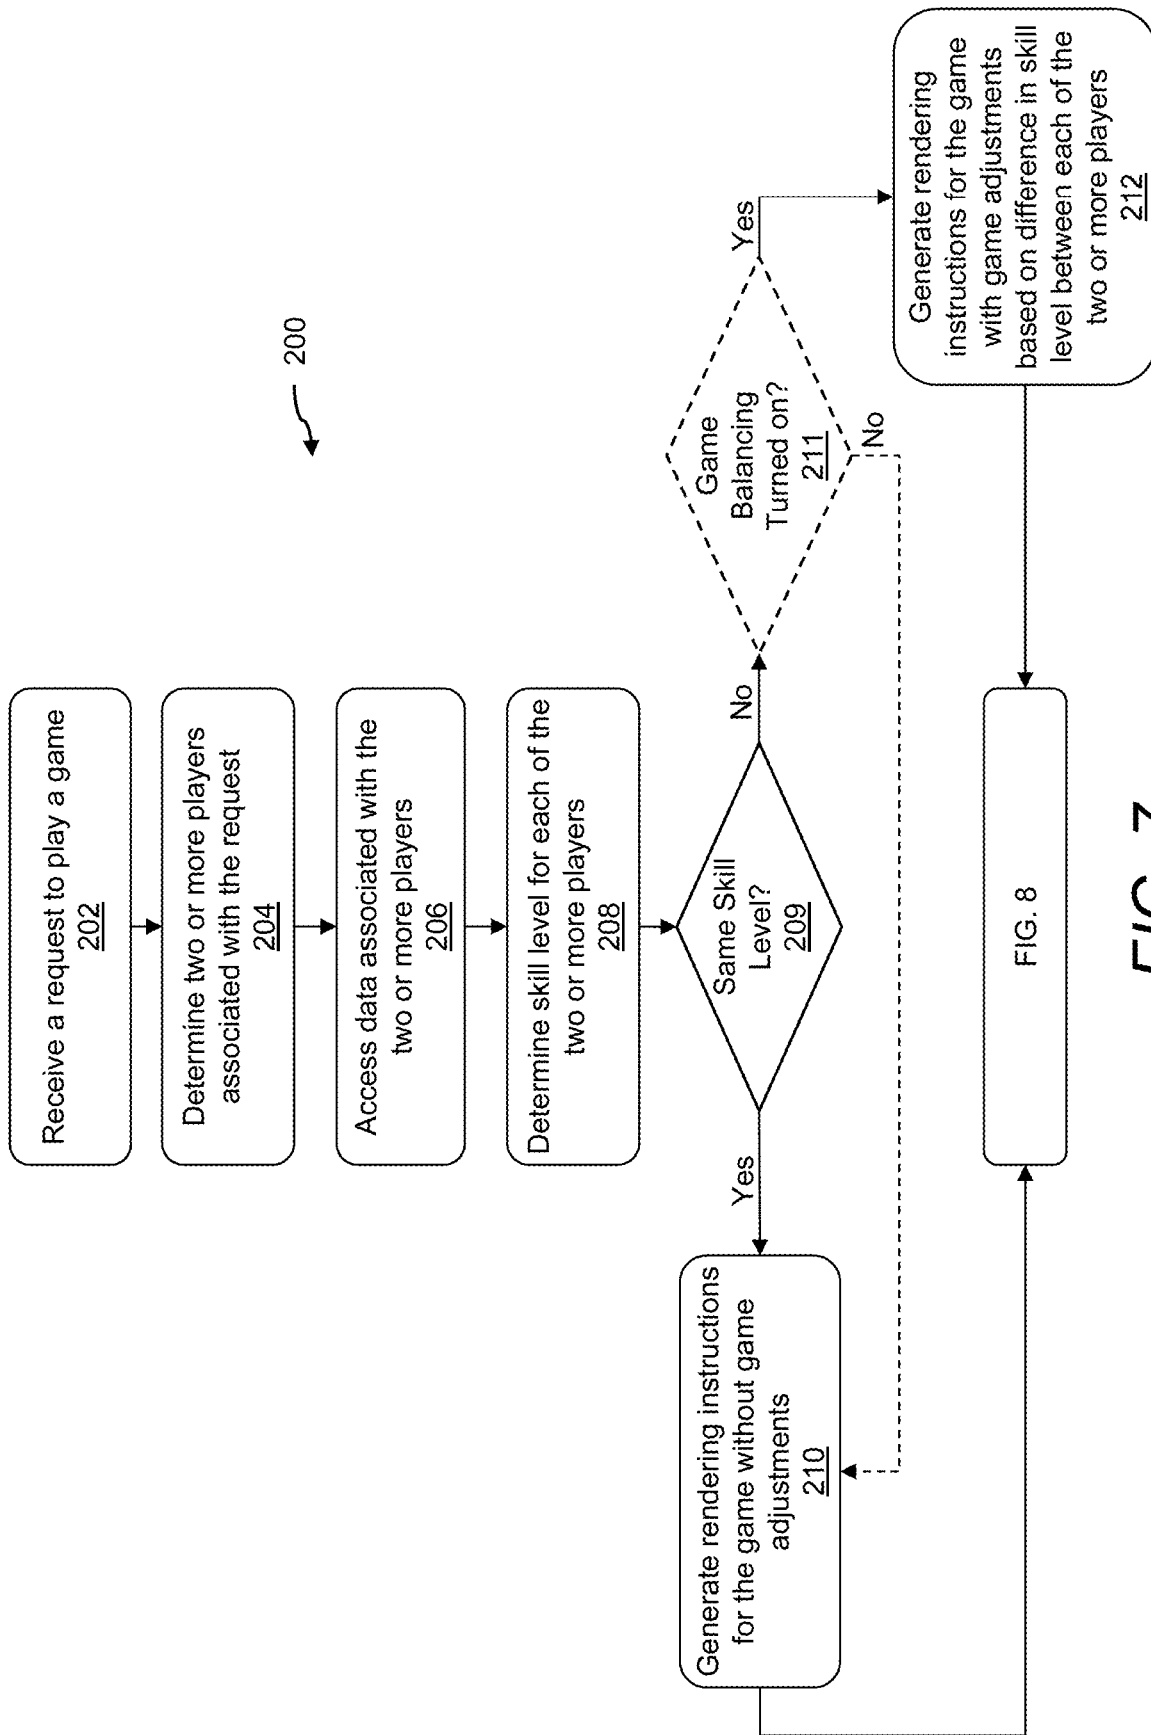 200
Receive a request to play a game
202
Determine two or more players
associated with the request
204
Access data associated with the
two or more players
206
Determine skill level for each of the
two or more players
208
Same Skill
Level?
209
Yes
No
Generate rendering instructions
for the game without game
adjustments
210
Game
Balancing
Turned on?
211
Yes
No
Generate rendering
instructions for the game
with game adjustments
based on difference in skill
level between each of the
two or more players
212
FIG. 8
FIG. 7